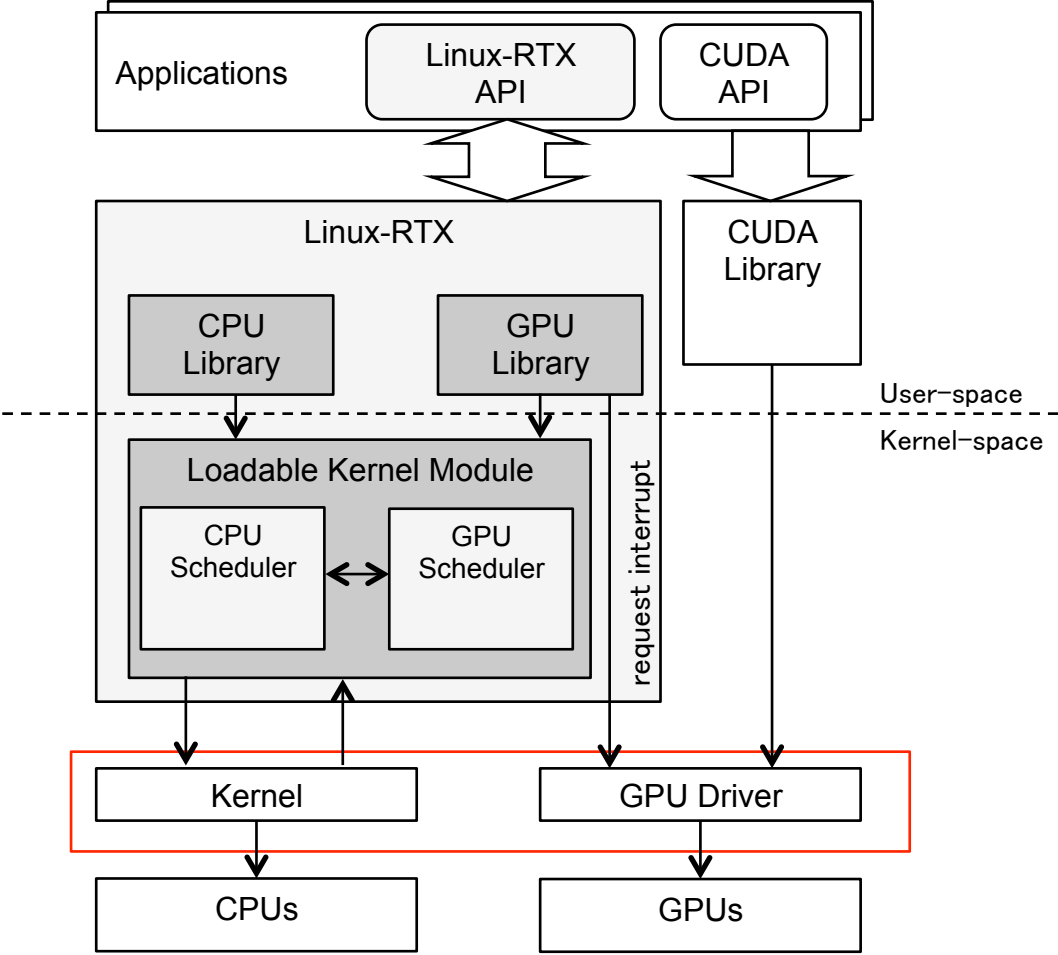 Applications
Linux-RTX
API
CUDA
API
Linux-RTX
CUDA
Library
CPU
Library
GPU
Library
User-space
Kernel-space
Loadable Kernel Module
CPU
Scheduler
GPU
Scheduler
request interrupt
Kernel
GPU Driver
CPUs
GPUs